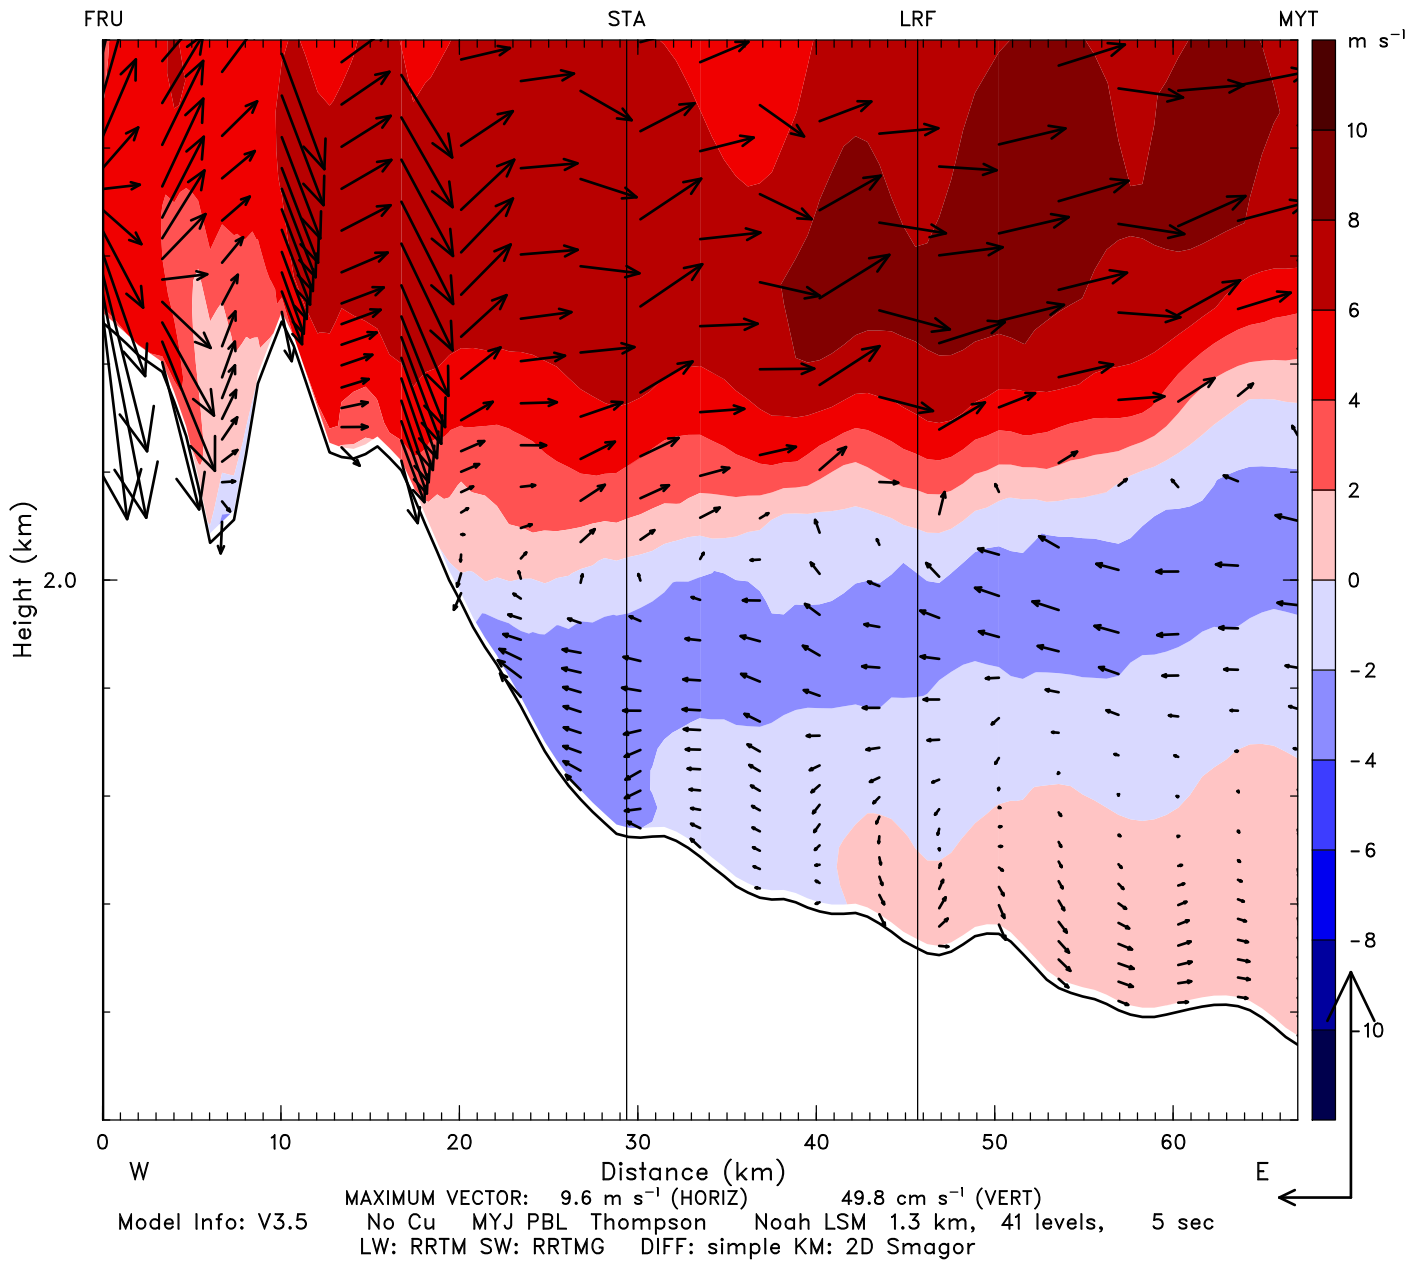 FRU STA LRF MYT
m s⁻¹
10
8
6
4
2
0
-2
-4
-6
-8
-10
Height (km)
2.0
0 10 20 30 40 50 60
W Distance (km) E
MAXIMUM VECTOR: 9.6 m s⁻¹ (HORIZ) 49.8 cm s⁻¹ (VERT)
Model Info: V3.5 No Cu MYJ PBL Thompson Noah LSM 1.3 km, 41 levels, 5 sec
LW: RRTM SW: RRTMG DIFF: simple KM: 2D Smagor